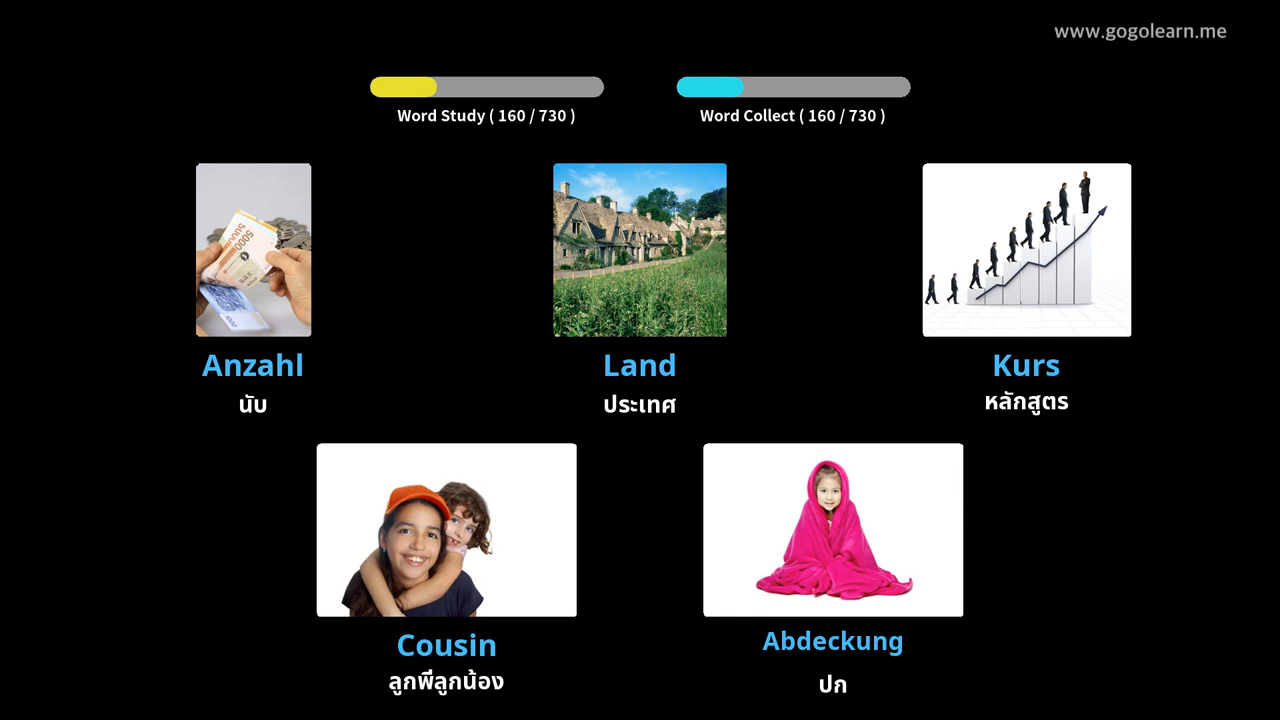 www.gogolearn.me
Word Study ( 160 / 730 )
Word Collect ( 160 / 730 )
5000
Anzahl
Land
Kurs
นับ
ประเทศ
หลักสูตร
Cousin
Abdeckung
ลูกพี่ลูกน้อง
ปก